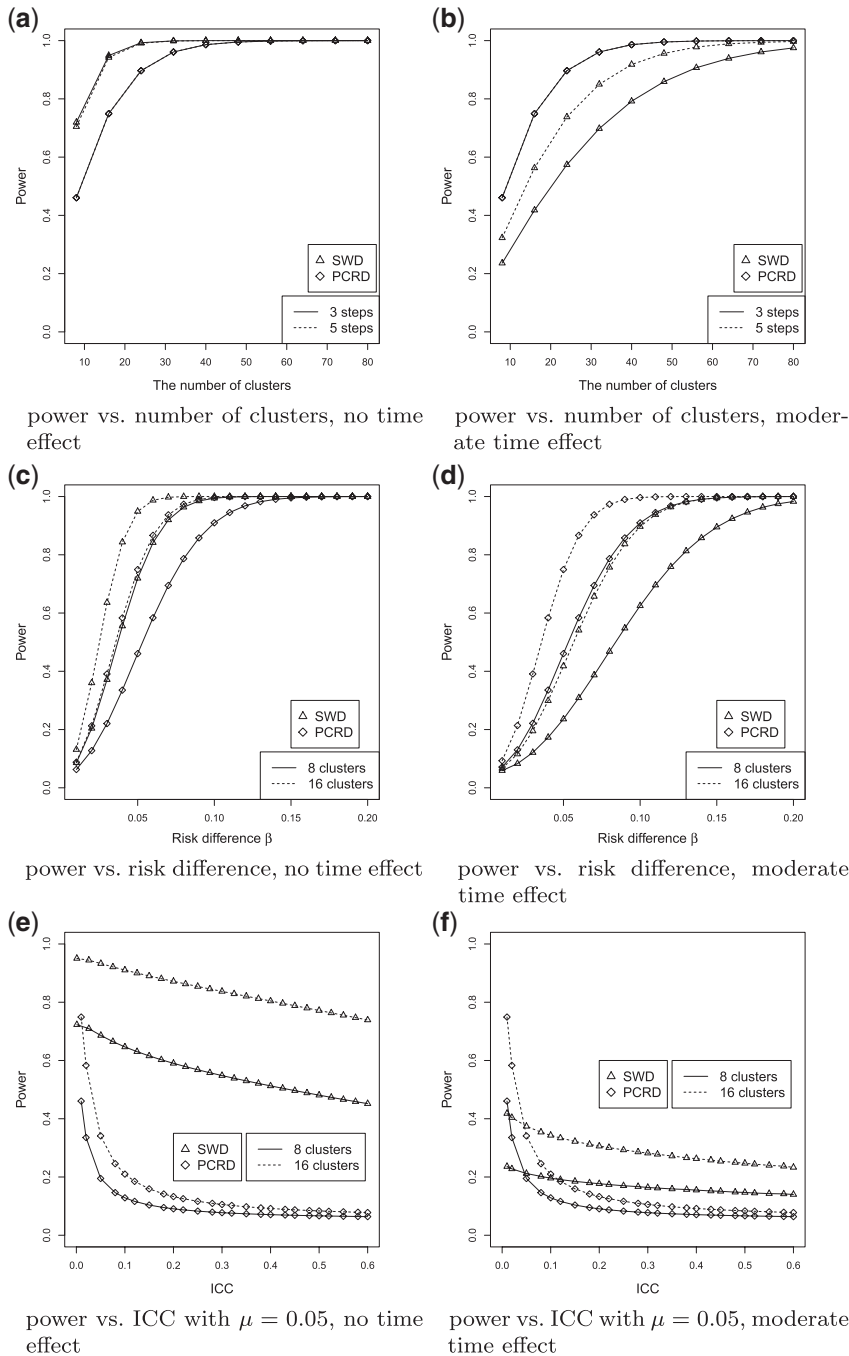 (a)
Power
0.0 0.2 0.4 0.6 0.8 1.0
SWD
PCRD
3 steps
5 steps
10 20 30 40 50 60 70 80
The number of clusters
power vs. number of clusters, no time
effect
(b)
Power
0.0 0.2 0.4 0.6 0.8 1.0
SWD
PCRD
3 steps
5 steps
10 20 30 40 50 60 70 80
The number of clusters
power vs. number of clusters, moder-
ate time effect
(c)
Power
0.0 0.2 0.4 0.6 0.8 1.0
SWD
PCRD
8 clusters
16 clusters
0.05 0.10 0.15 0.20
Risk difference β
power vs. risk difference, no time effect
(d)
Power
0.0 0.2 0.4 0.6 0.8 1.0
SWD
PCRD
8 clusters
16 clusters
0.05 0.10 0.15 0.20
Risk difference β
power vs. risk difference, moderate
time effect
(e)
Power
0.0 0.2 0.4 0.6 0.8 1.0
SWD
PCRD
8 clusters
16 clusters
0.0 0.1 0.2 0.3 0.4 0.5 0.6
ICC
power vs. ICC with μ = 0.05, no time
effect
(f)
Power
0.0 0.2 0.4 0.6 0.8 1.0
SWD
PCRD
8 clusters
16 clusters
0.0 0.1 0.2 0.3 0.4 0.5 0.6
ICC
power vs. ICC with μ = 0.05, moderate
time effect